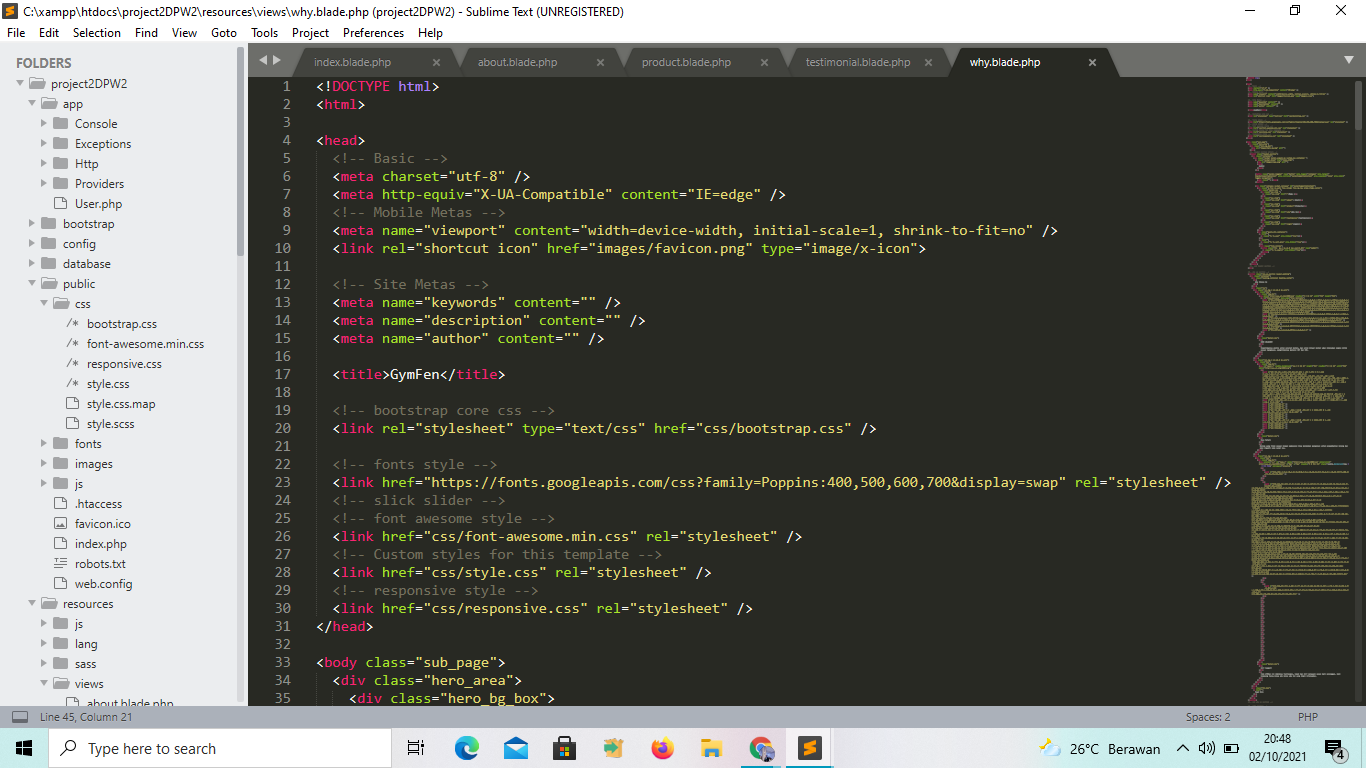 C:\xampp\htdocs\project2DPW2\resources\views\why.blade.php (project2DPW2) - Sublime Text (UNREGISTERED)
File Edit Selection Find View Goto Tools Project Preferences Help
FOLDERS
project2DPW2
app
Console
Exceptions
Http
Providers
User.php
bootstrap
config
database
public
css
/* bootstrap.css
/* font-awesome.min.css
/* responsive.css
/* style.css
style.css.map
style.scss
fonts
images
js
.htaccess
favicon.ico
index.php
robots.txt
web.config
resources
js
lang
sass
views
about.blade.php
index.blade.php × about.blade.php × product.blade.php × testimonial.blade.php × why.blade.php ×
1 <!DOCTYPE html>
2 <html>
3
4 <head>
5 <!-- Basic -->
6 <meta charset="utf-8" />
7 <meta http-equiv="X-UA-Compatible" content="IE=edge" />
8 <!-- Mobile Metas -->
9 <meta name="viewport" content="width=device-width, initial-scale=1, shrink-to-fit=no" />
10 <link rel="shortcut icon" href="images/favicon.png" type="image/x-icon">
11
12 <!-- Site Metas -->
13 <meta name="keywords" content="" />
14 <meta name="description" content="" />
15 <meta name="author" content="" />
16
17 <title>GymFen</title>
18
19 <!-- bootstrap core css -->
20 <link rel="stylesheet" type="text/css" href="css/bootstrap.css" />
21
22 <!-- fonts style -->
23 <link href="https://fonts.googleapis.com/css?family=Poppins:400,500,600,700&display=swap" rel="stylesheet" />
24 <!-- slick slider -->
25 <!-- font awesome style -->
26 <link href="css/font-awesome.min.css" rel="stylesheet" />
27 <!-- Custom styles for this template -->
28 <link href="css/style.css" rel="stylesheet" />
29 <!-- responsive style -->
30 <link href="css/responsive.css" rel="stylesheet" />
31 </head>
32
33 <body class="sub_page">
34 <div class="hero_area">
35 <div class="hero_bg_box">
Line 45, Column 21
Spaces: 2
PHP
Type here to search
26°C Berawan
20:48
02/10/2021
4